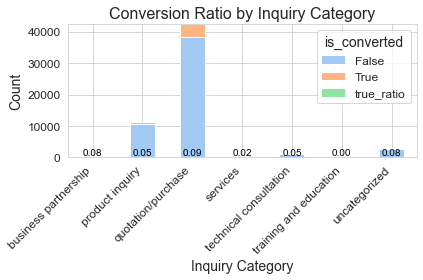 Conversion Ratio by Inquiry Category
is_converted
False
True
true_ratio
40000
30000
20000
10000
0
Count
0.08
0.05
0.09
0.02
0.05
0.00
0.08
business partnership
product inquiry
quotation/purchase
services
technical consultation
training and education
uncategorized
Inquiry Category